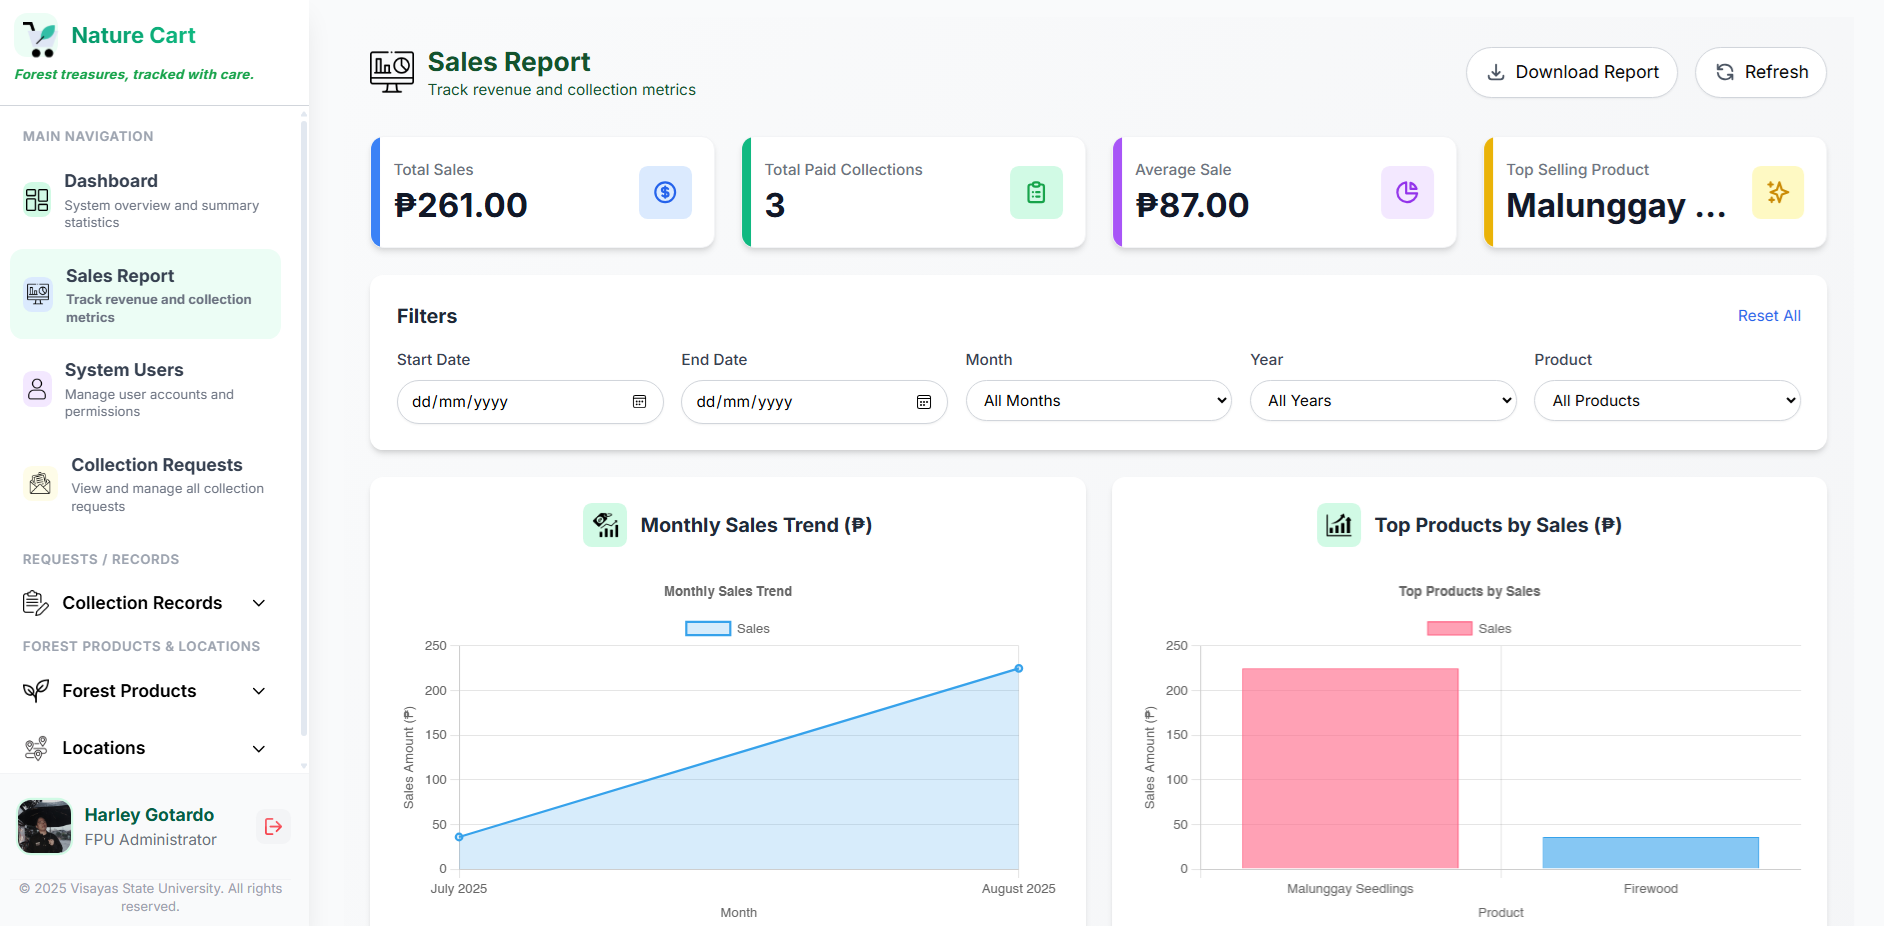 Nature Cart
Forest treasures, tracked with care.
MAIN NAVIGATION
Dashboard
System overview and summary
statistics
Sales Report
Track revenue and collection
metrics
System Users
Manage user accounts and
permissions
Collection Requests
View and manage all collection
requests
REQUESTS / RECORDS
Collection Records
FOREST PRODUCTS & LOCATIONS
Forest Products
Locations
Harley Gotardo
FPU Administrator
© 2025 Visayas State University. All rights
reserved.
Sales Report
Track revenue and collection metrics
Download Report
Refresh
Total Sales
₱261.00
Total Paid Collections
3
Average Sale
₱87.00
Top Selling Product
Malunggay ...
Filters
Reset All
Start Date
dd/mm/yyyy
End Date
dd/mm/yyyy
Month
All Months
Year
All Years
Product
All Products
Monthly Sales Trend (₱)
Monthly Sales Trend
Sales
250
200
150
100
50
0
Sales Amount (₱)
July 2025
August 2025
Month
Top Products by Sales (₱)
Top Products by Sales
Sales
250
200
150
100
50
0
Sales Amount (₱)
Malunggay Seedlings
Firewood
Product